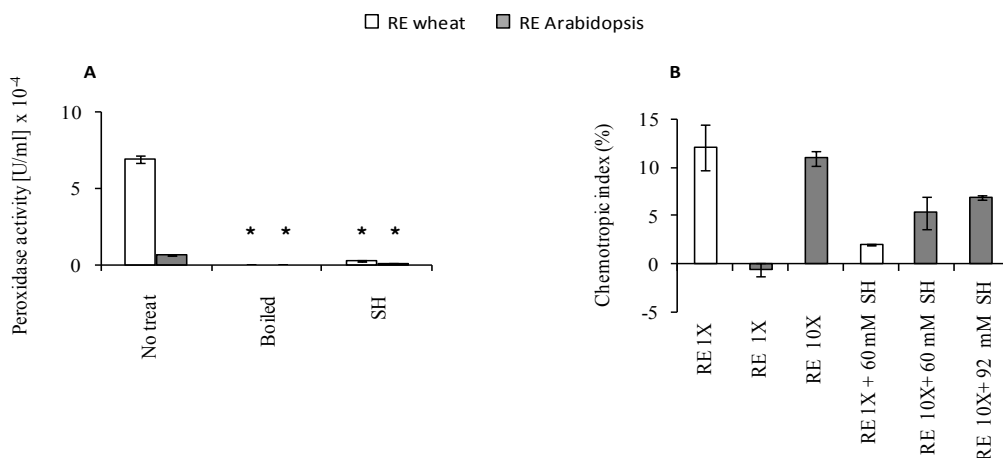 RE wheat RE Arabidopsis
A
Peroxidase activity [U/ml] x 10⁻⁴
10
5
0
* * * *
No treat
Boiled
SH
B
Chemotropic index (%)
15
10
5
0
-5
RE 1X
RE 1X
RE 10X
RE 1X + 60 mM SH
RE 10X+ 60 mM SH
RE 10X+ 92 mM SH